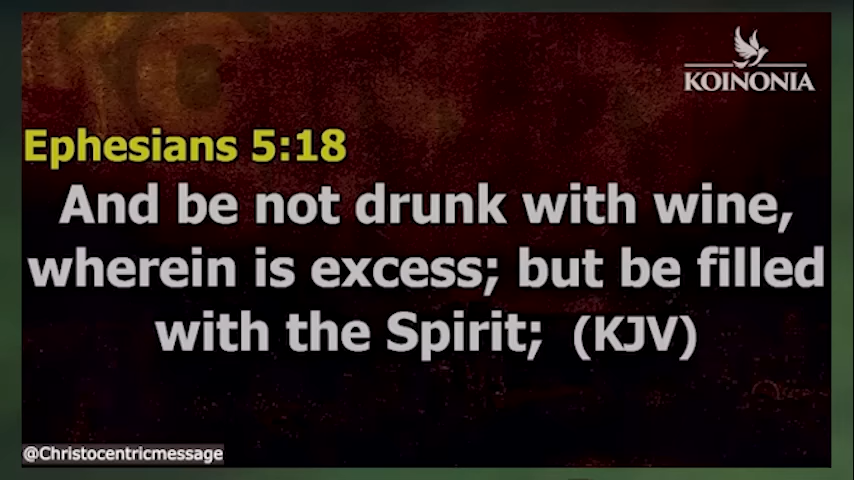 KOINONIA
Ephesians 5:18
And be not drunk with wine,
wherein is excess; but be filled
with the Spirit; (KJV)
@Christocentricmessage